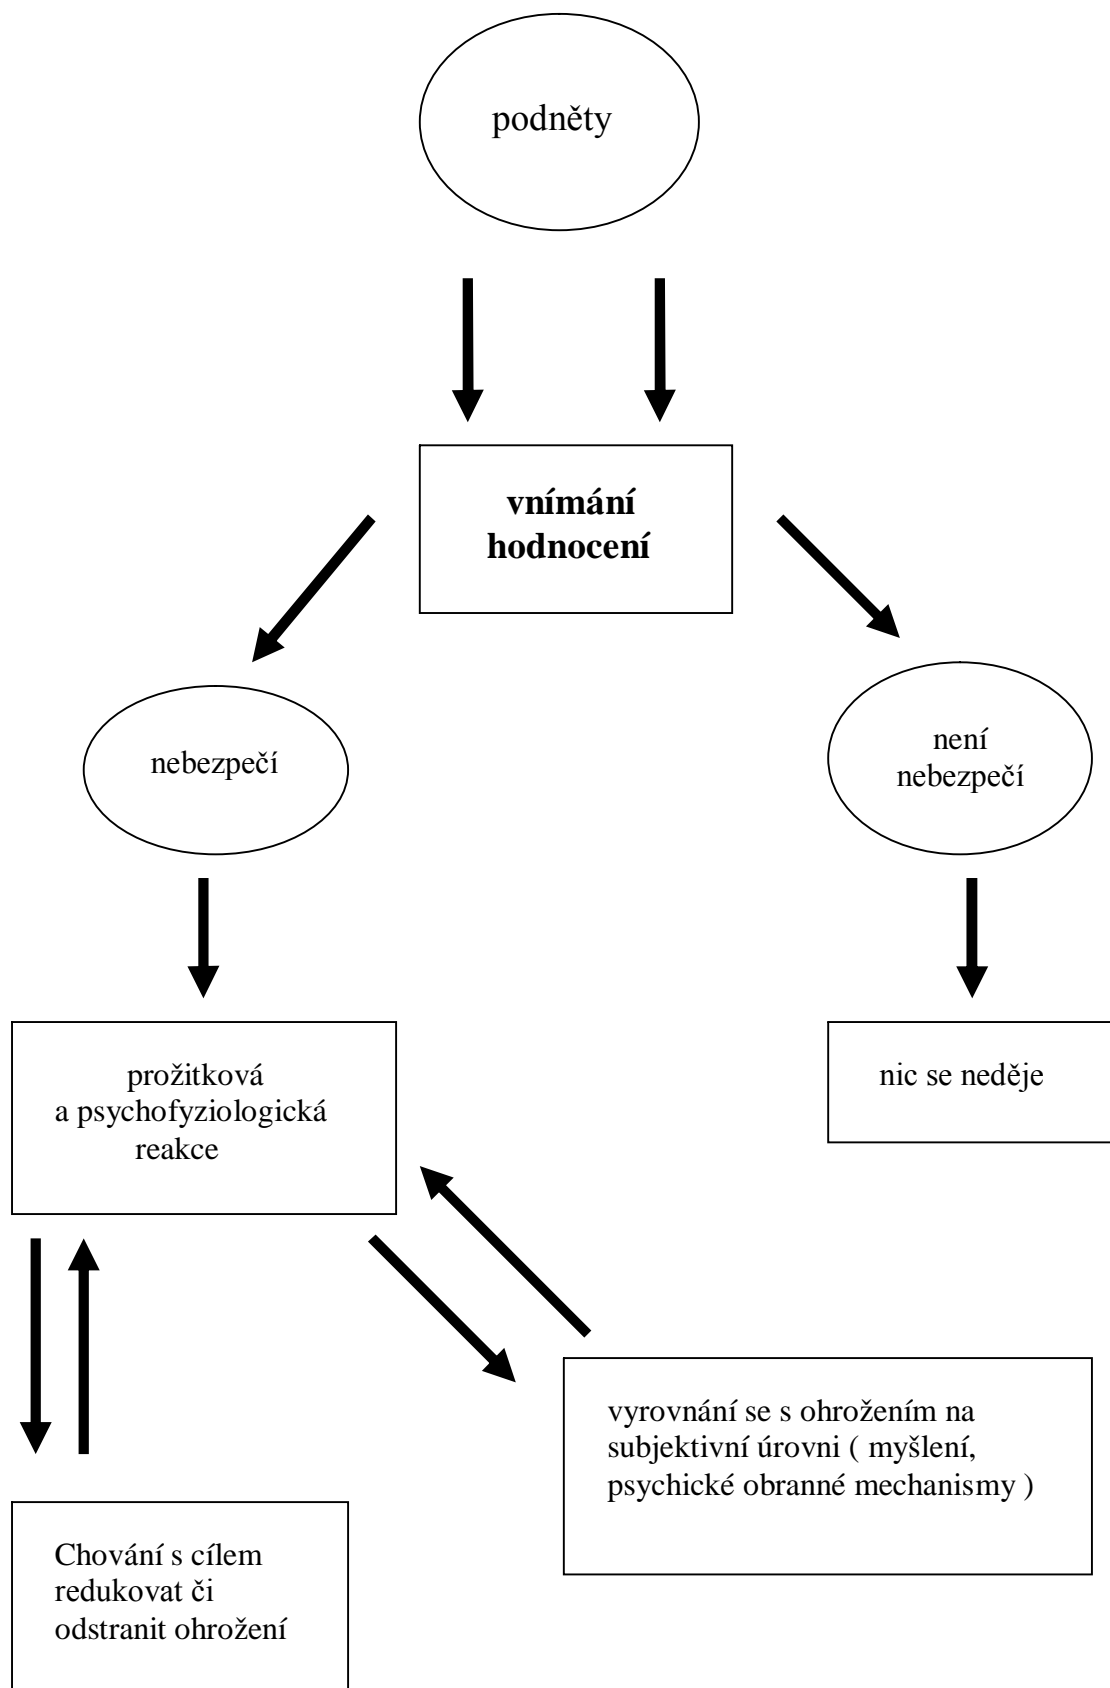 podněty
vnímání
hodnocení
nebezpečí
není
nebezpečí
prožitková
a psychofyziologická
reakce
nic se neděje
vyrovnání se s ohrožením na
subjektivní úrovni ( myšlení,
psychické obranné mechanismy )
Chování s cílem
redukovat či
odstranit ohrožení